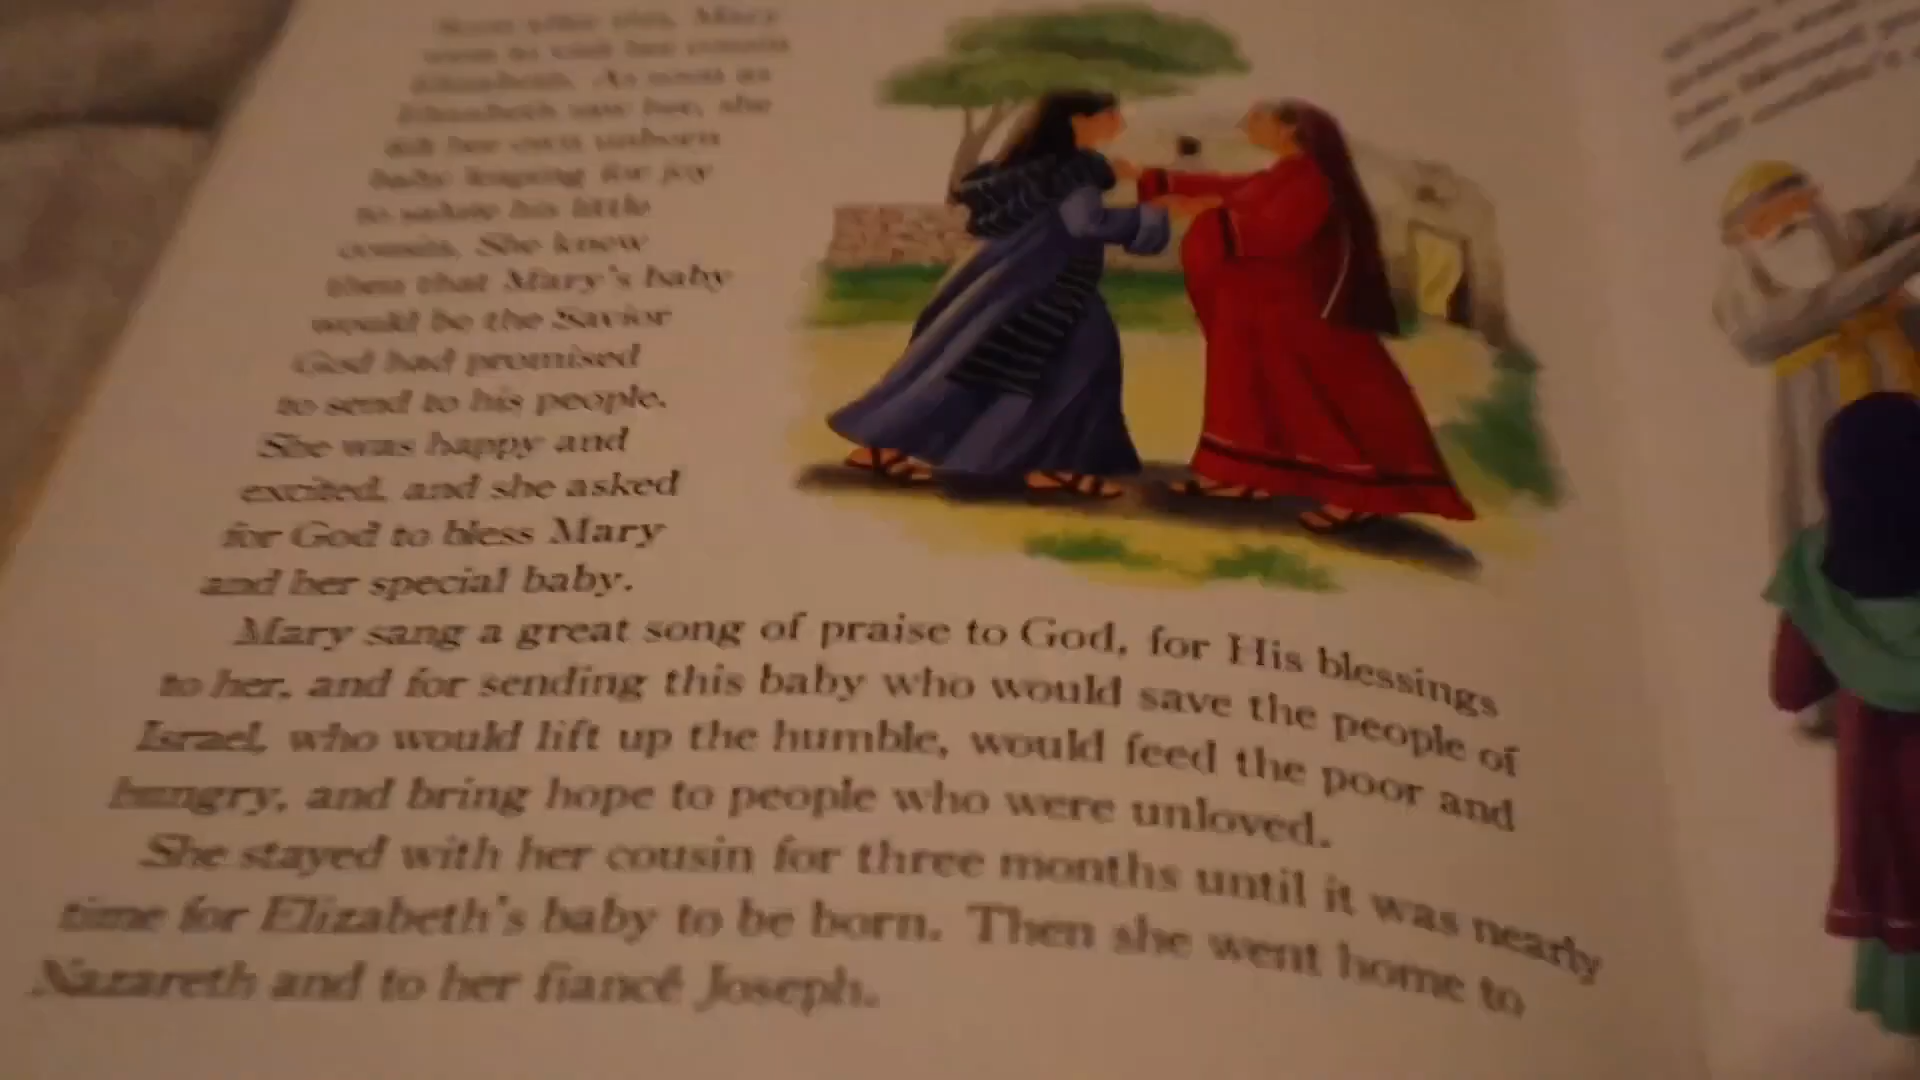 Soon after this, Mary
went to visit her cousin
Elizabeth. As soon as
Elizabeth saw her, she
felt her own unborn
baby leaping for joy
to salute his little
cousin. She knew
then that Mary's baby
would be the Savior
God had promised
to send to his people.
She was happy and
excited, and she asked
for God to bless Mary
and her special baby.
Mary sang a great song of praise to God, for His blessings
to her, and for sending this baby who would save the people of
Israel, who would lift up the humble, would feed the poor and
hungry, and bring hope to people who were unloved.
She stayed with her cousin for three months until it was nearly
time for Elizabeth's baby to be born. Then she went home to
Nazareth and to her fiancé Joseph.